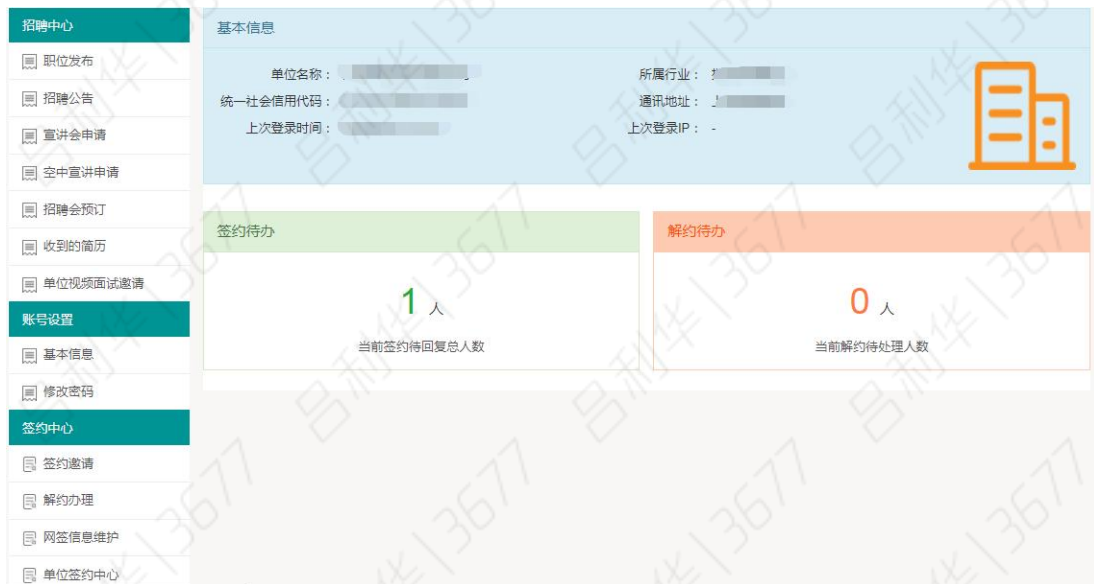 招聘中心
职位发布
招聘公告
宣讲会申请
空中宣讲申请
招聘会预订
收到的简历
单位视频面试邀请
账号设置
基本信息
修改密码
签约中心
签约邀请
解约办理
网签信息维护
单位签约中心
基本信息
单位名称：
所属行业：
统一社会信用代码：
通讯地址：
上次登录时间：
上次登录IP： -
签约待办
1 人
当前签约待回复总人数
解约待办
0 人
当前解约待处理人数
吕利华|3677